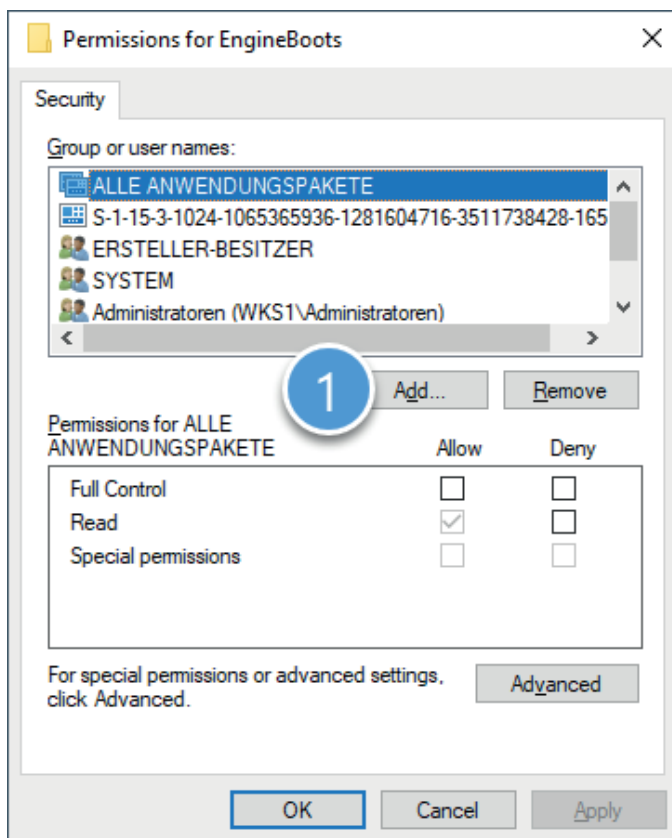 Permissions for EngineBoots
Security
Group or user names:
ALLE ANWENDUNGSPAKETE
S-1-15-3-1024-1065365936-1281604716-3511738428-165
ERSTELLER-BESITZER
SYSTEM
Administratoren (WKS1\Administratoren)
1
Add...
Remove
Permissions for ALLE
ANWENDUNGSPAKETE
Allow
Deny
Full Control
Read
Special permissions
For special permissions or advanced settings,
click Advanced.
Advanced
OK
Cancel
Apply